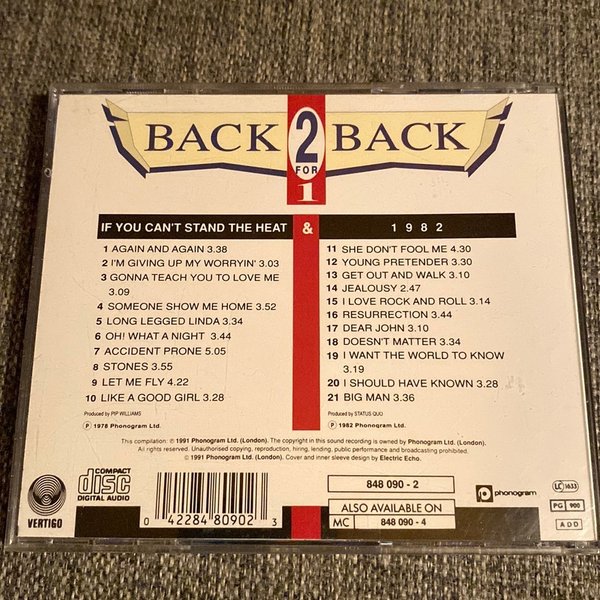 BACK 2 BACK
FOR
1
IF YOU CAN'T STAND THE HEAT & 1982
1 AGAIN AND AGAIN 3.38
2 I'M GIVING UP MY WORRYIN' 3.03
3 GONNA TEACH YOU TO LOVE ME
3.09
4 SOMEONE SHOW ME HOME 3.52
5 LONG LEGGED LINDA 3.34
6 OH! WHAT A NIGHT 3.44
7 ACCIDENT PRONE 5.05
8 STONES 3.55
9 LET ME FLY 4.22
10 LIKE A GOOD GIRL 3.28
Produced by PIP WILLIAMS
℗ 1978 Phonogram Ltd. (London)
11 SHE DON'T FOOL ME 4.30
12 YOUNG PRETENDER 3.30
13 GET OUT AND WALK 3.10
14 JEALOUSY 2.47
15 I LOVE ROCK AND ROLL 3.14
16 RESURRECTION 3.44
17 DEAR JOHN 3.10
18 DOESN'T MATTER 3.34
19 I WANT THE WORLD TO KNOW
3.19
20 I SHOULD HAVE KNOWN 3.28
21 BIG MAN 3.36
Produced by STATUS QUO
℗ 1982 Phonogram Ltd. (London)
This compilation: ℗ 1991 Phonogram Ltd. (London). The copyright in this sound recording is owned by Phonogram Ltd. (London).
All rights reserved. Unauthorised copying, reproduction, hiring, lending, public performance and broadcasting prohibited.
© 1991 Phonogram Ltd. (London). Cover and inner sleeve design by Electric Echo.
VERTIGO
COMPACT
disc
DIGITAL AUDIO
0 42284 80902 3
848 090 - 2
ALSO AVAILABLE ON
MC 848 090 - 4
phonogram
LC 1633
PG 900
ADD